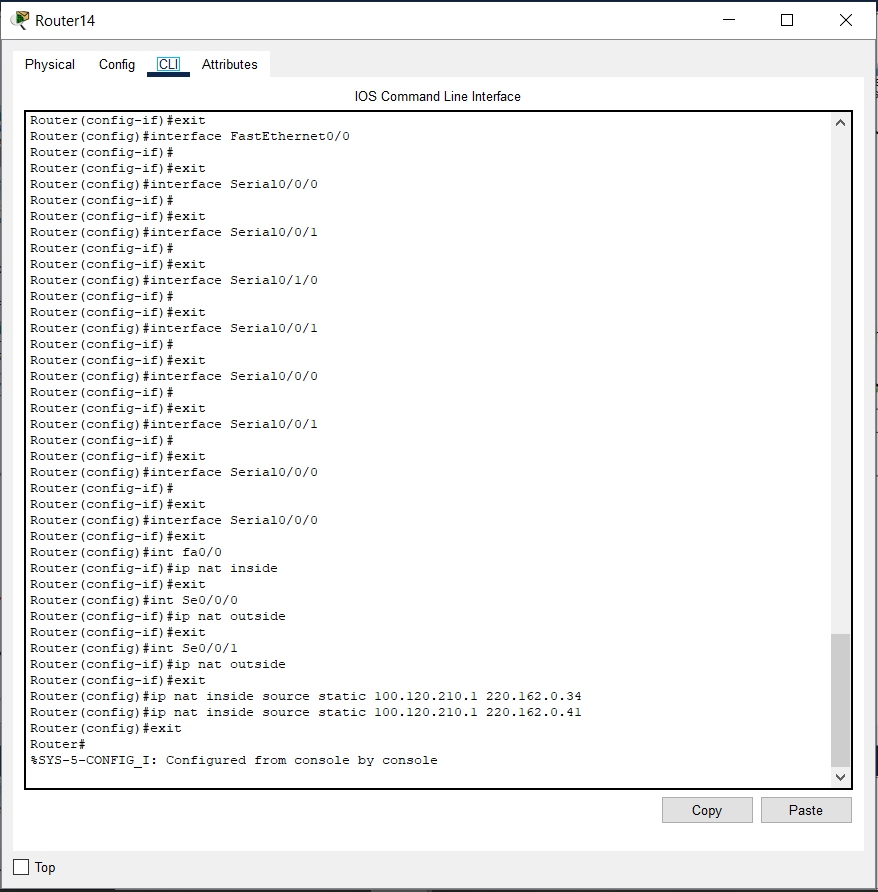 Router14
Physical Config CLI Attributes
IOS Command Line Interface
Router(config-if)#exit
Router(config)#interface FastEthernet0/0
Router(config-if)#
Router(config-if)#exit
Router(config)#interface Serial0/0/0
Router(config-if)#
Router(config-if)#exit
Router(config)#interface Serial0/0/1
Router(config-if)#
Router(config-if)#exit
Router(config)#interface Serial0/1/0
Router(config-if)#
Router(config-if)#exit
Router(config)#interface Serial0/0/1
Router(config-if)#
Router(config-if)#exit
Router(config)#interface Serial0/0/0
Router(config-if)#
Router(config-if)#exit
Router(config)#interface Serial0/0/1
Router(config-if)#
Router(config-if)#exit
Router(config)#interface Serial0/0/0
Router(config-if)#
Router(config-if)#exit
Router(config)#interface Serial0/0/0
Router(config-if)#exit
Router(config)#int fa0/0
Router(config-if)#ip nat inside
Router(config-if)#exit
Router(config)#int Se0/0/0
Router(config-if)#ip nat outside
Router(config-if)#exit
Router(config)#int Se0/0/1
Router(config-if)#ip nat outside
Router(config-if)#exit
Router(config)#ip nat inside source static 100.120.210.1 220.162.0.34
Router(config)#ip nat inside source static 100.120.210.1 220.162.0.41
Router(config)#exit
Router#
%SYS-5-CONFIG_I: Configured from console by console
Copy Paste
Top